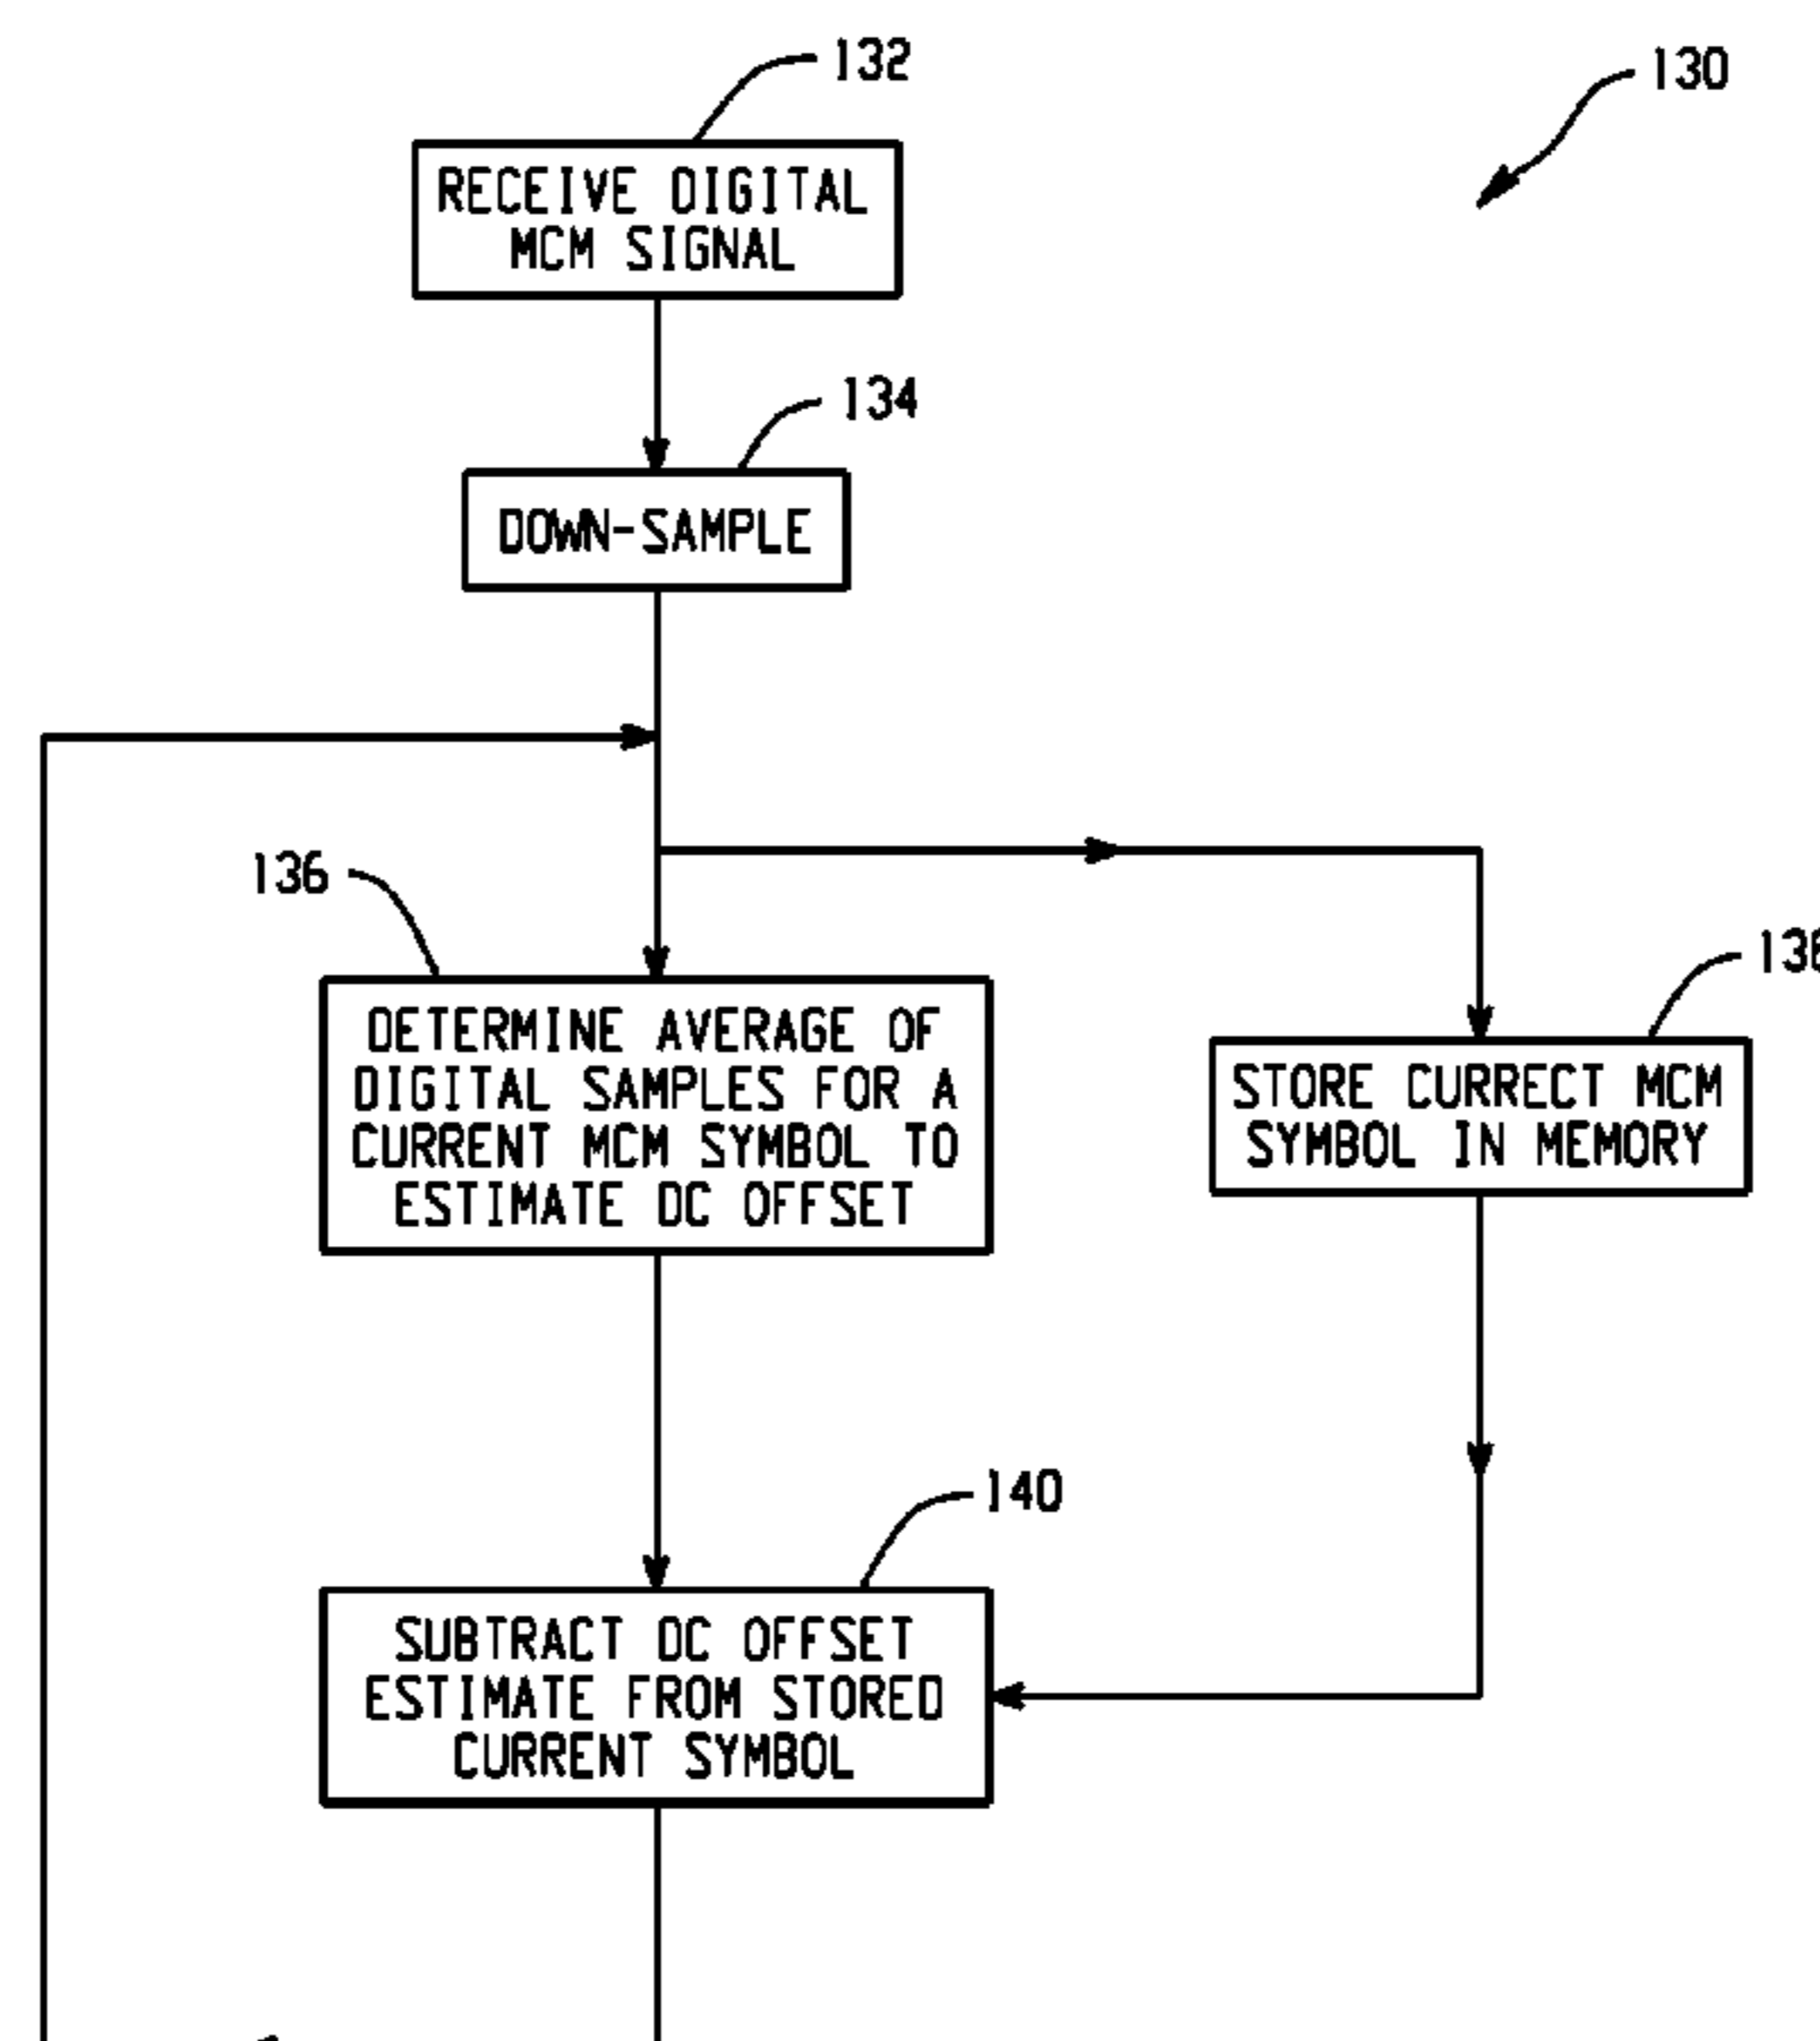 132
130
RECEIVE DIGITAL
MCM SIGNAL
134
DOWN-SAMPLE
136
DETERMINE AVERAGE OF
DIGITAL SAMPLES FOR A
CURRENT MCM SYMBOL TO
ESTIMATE DC OFFSET
STORE CURRECT MCM
SYMBOL IN MEMORY
140
SUBTRACT DC OFFSET
ESTIMATE FROM STORED
CURRENT SYMBOL